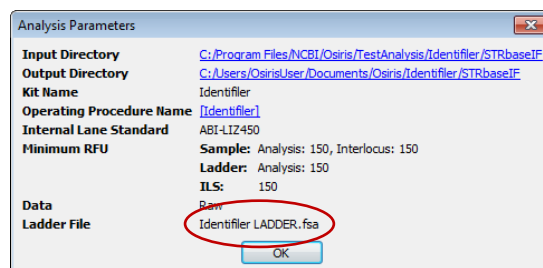 Analysis Parameters
Input Directory C:/Program Files/NCBI/Osiris/TestAnalysis/Identifiler/STRbaseIF
Output Directory C:/Users/OsirisUser/Documents/Osiris/Identifiler/STRbaseIF
Kit Name Identifiler
Operating Procedure Name [Identifiler]
Internal Lane Standard ABI-LIZ450
Minimum RFU Sample: Analysis: 150, Interlocus: 150
Ladder: Analysis: 150
ILS: 150
Data Raw
Ladder File Identifiler LADDER.fsa
OK